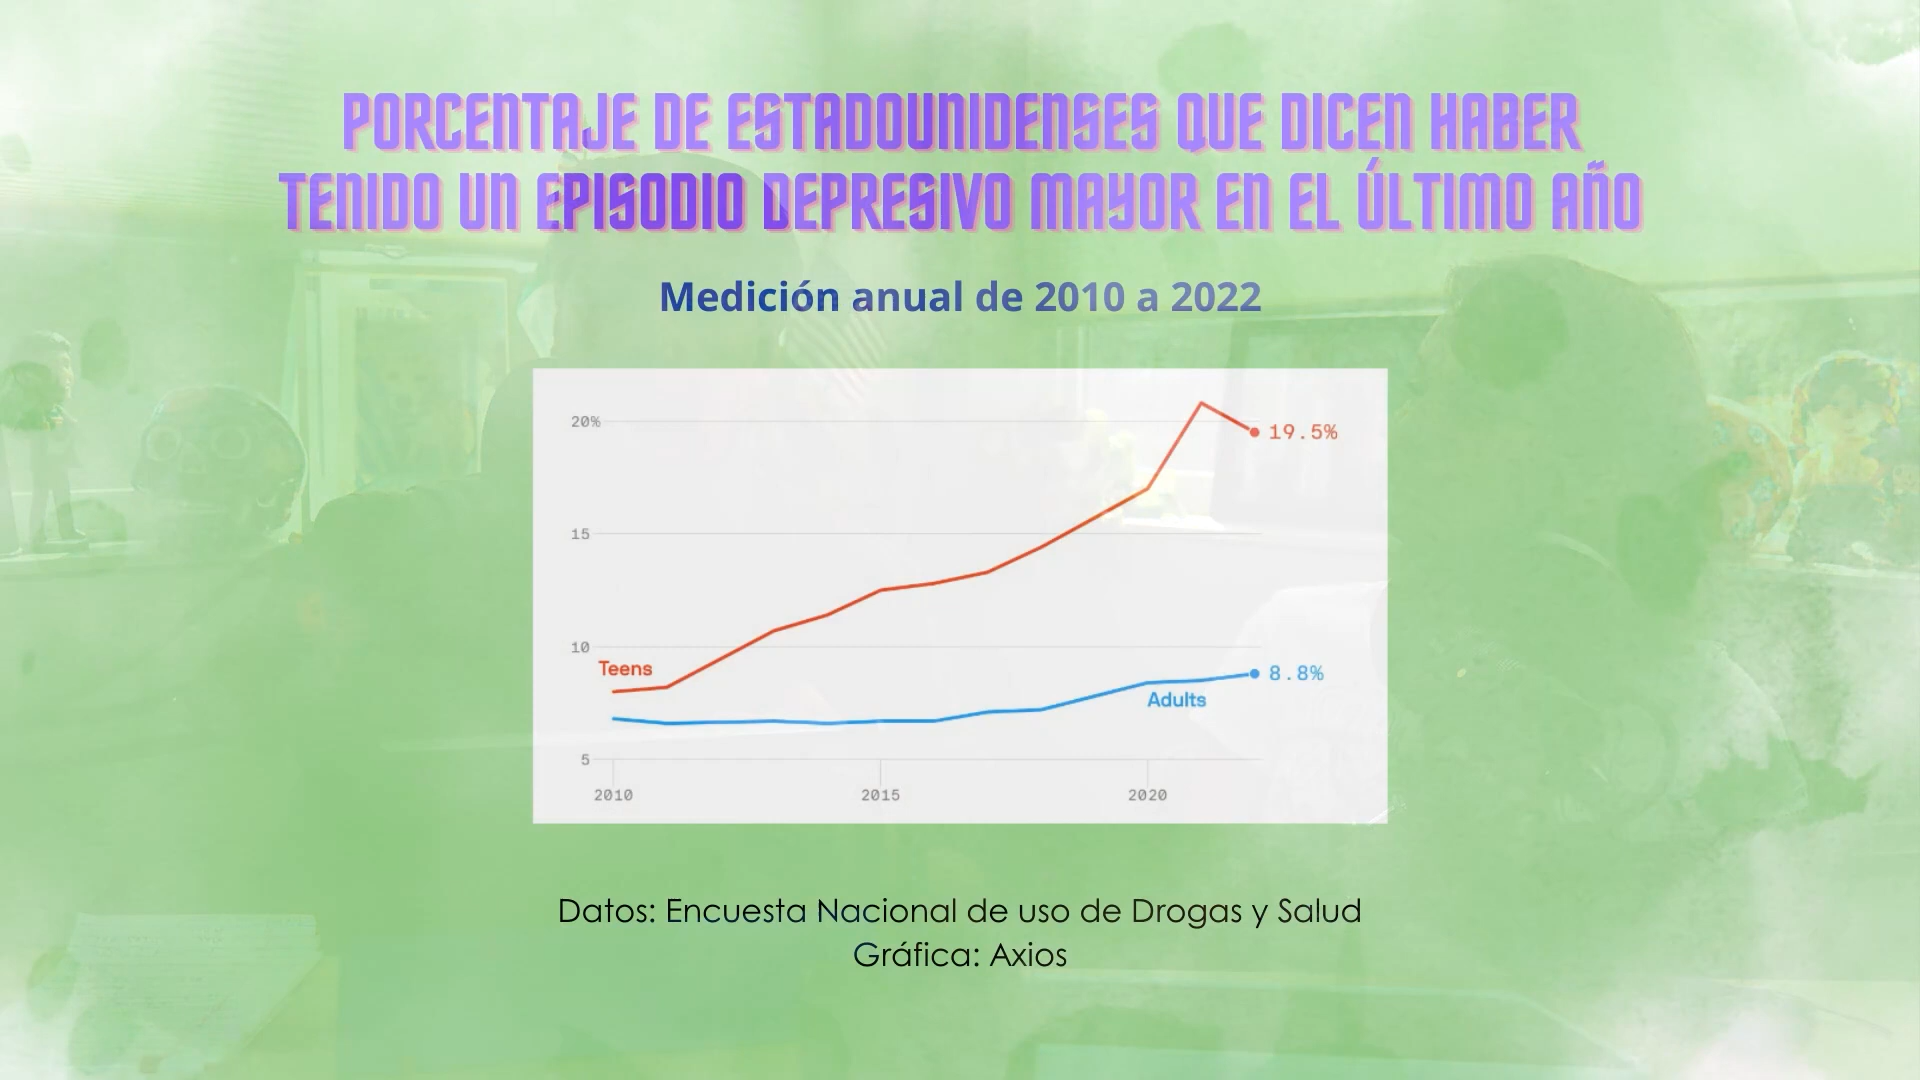 PORCENTAJE DE ESTADOUNIDENSES QUE DICEN HABER
TENIDO UN EPISODIO DEPRESIVO MAYOR EN EL ÚLTIMO AÑO
Medición anual de 2010 a 2022
20%
19.5%
15
10
Teens
8.8%
Adults
5
2010 2015 2020
Datos: Encuesta Nacional de uso de Drogas y Salud
Gráfica: Axios